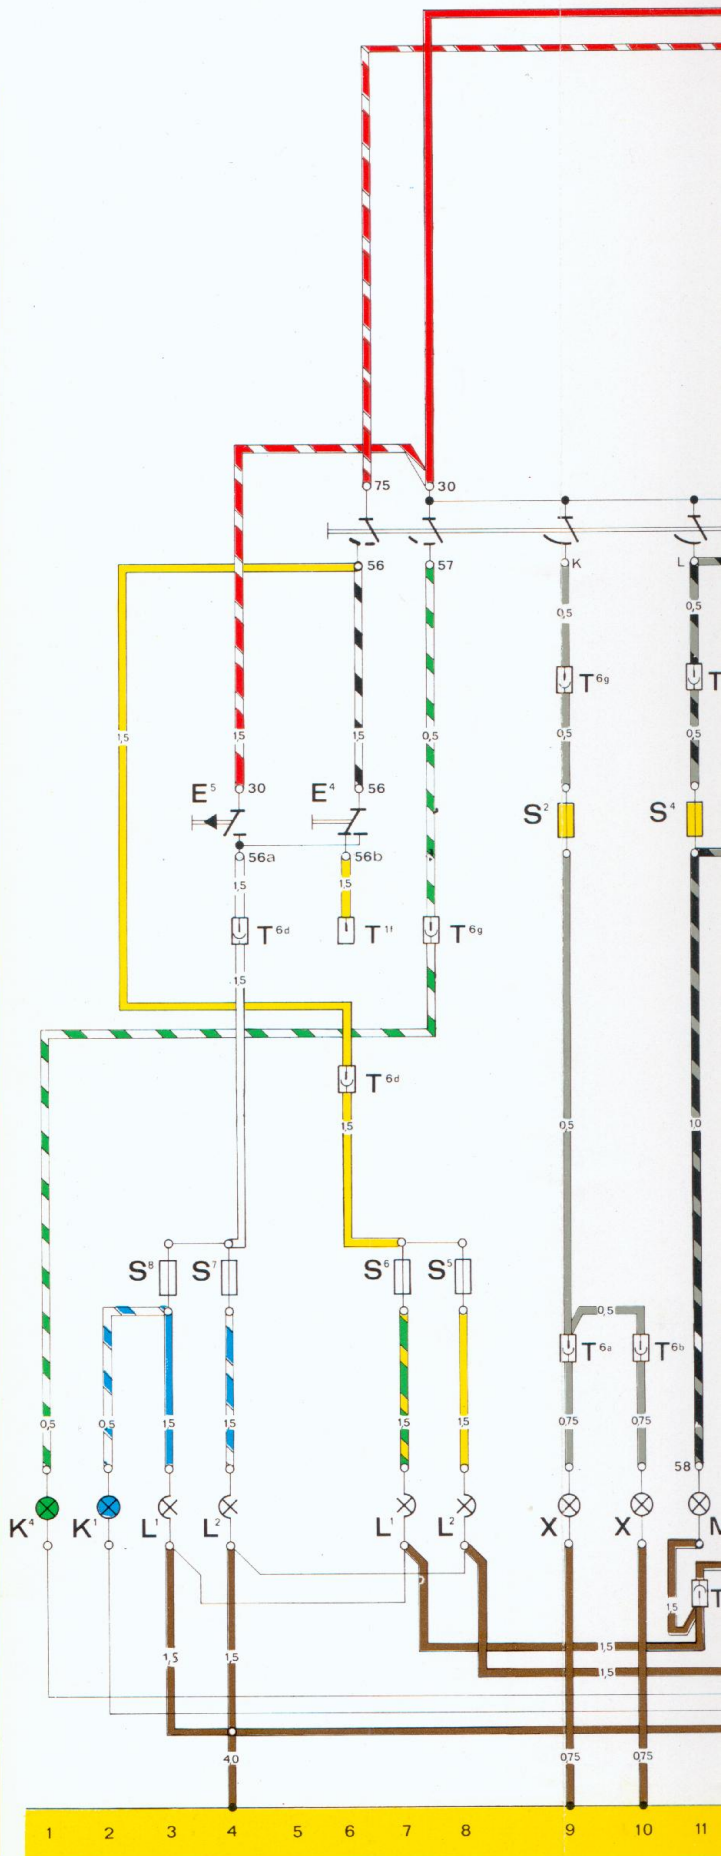 75 30
56 57 K L
0,5 0,5
T6g T
1,5 1,5 1,5 0,5 0,5 0,5
E5 30 E4 56
S2 S4
56a 56b
1,5 1,5
T6d T1f T6g
1,5
T6d
1,5 0,5 1,0
S8 S7 S6 S5
0,5
T6a T6b
0,5 0,5 1,5 1,5 1,5 1,5 0,75 0,75
58
K4 K1 L1 L2 L1 L2 X X M
1,5 T
1,5 1,5 1,5
1,5
4,0 0,75 0,75
1 2 3 4 5 6 7 8 9 10 11